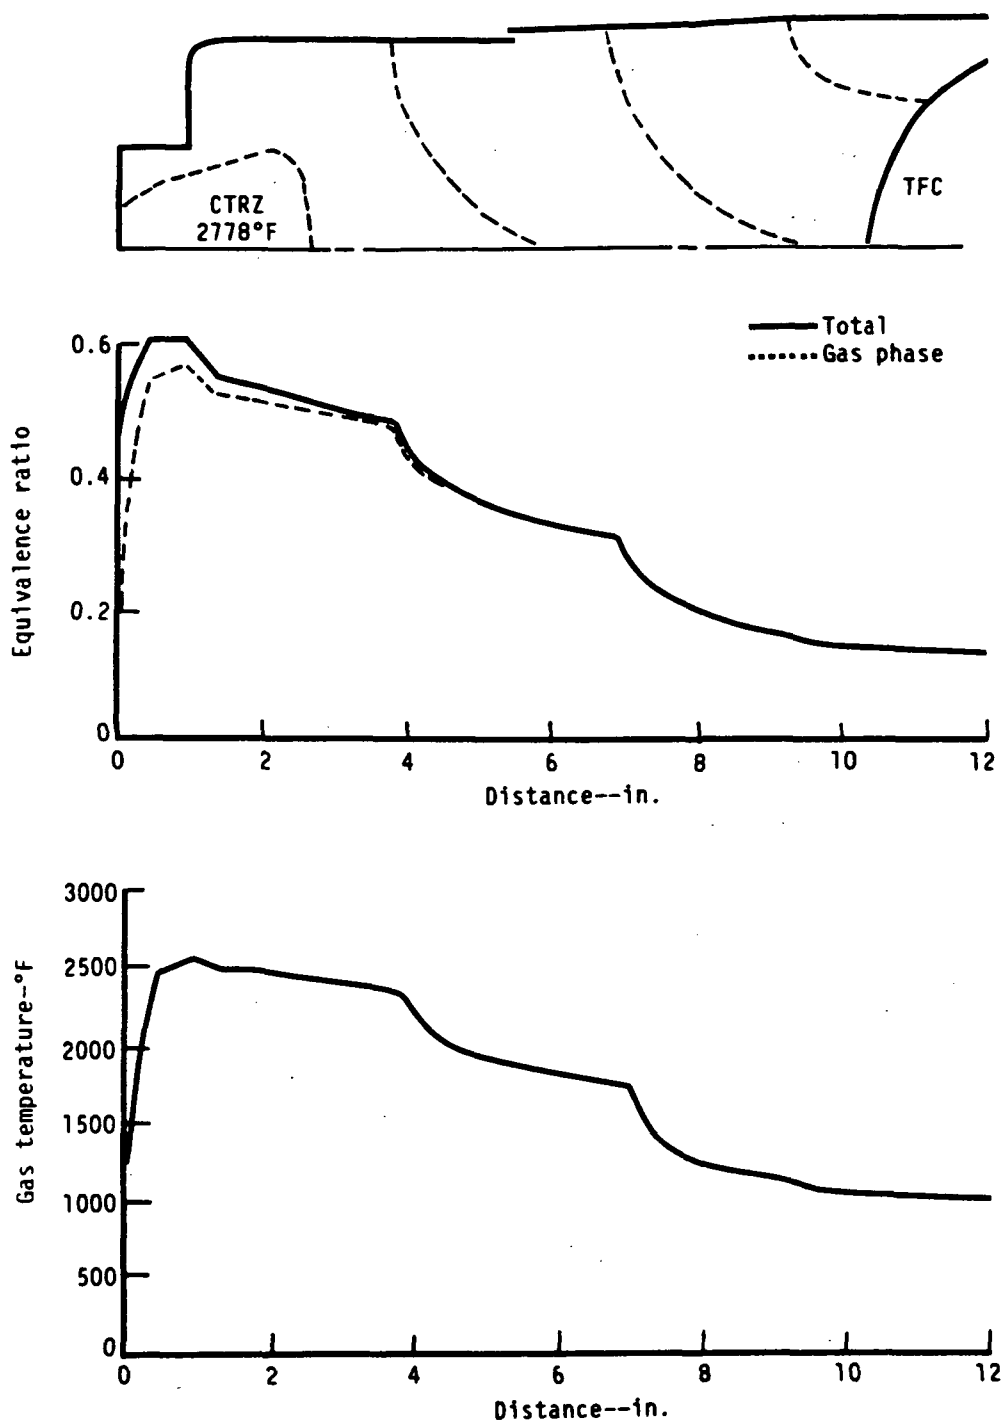 CTRZ
2778°F
TFC
Total
Gas phase
0.6
0.4
0.2
0
Equivalence ratio
0 2 4 6 8 10 12
Distance--in.
3000
2500
2000
1500
1000
500
0
Gas temperature-°F
0 2 4 6 8 10 12
Distance--in.